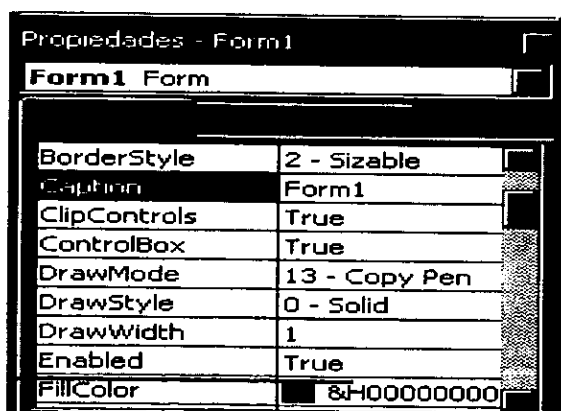 Propiedades - Form1
Form1 Form
BorderStyle 2 - Sizable
Caption Form1
ClipControls True
ControlBox True
DrawMode 13 - Copy Pen
DrawStyle 0 - Solid
DrawWidth 1
Enabled True
FillColor &H00000000